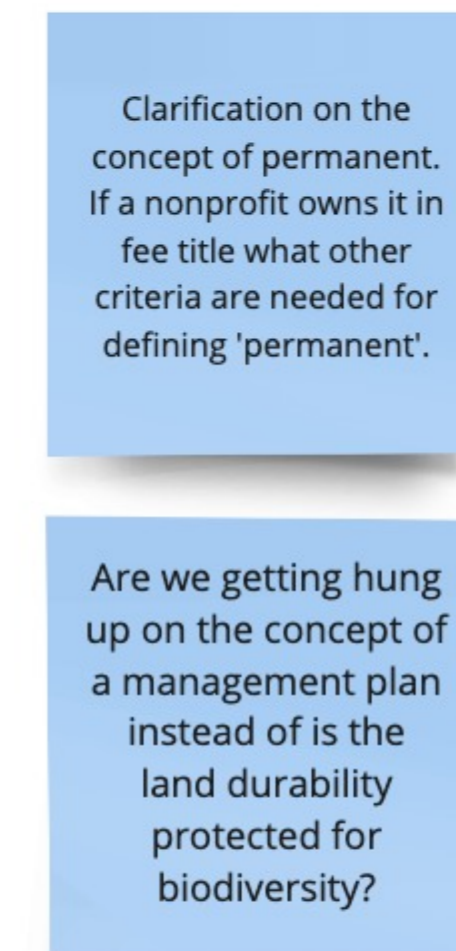 Clarification on the
concept of permanent.
If a nonprofit owns it in
fee title what other
criteria are needed for
defining 'permanent'.
Are we getting hung
up on the concept of
a management plan
instead of is the
land durability
protected for
biodiversity?